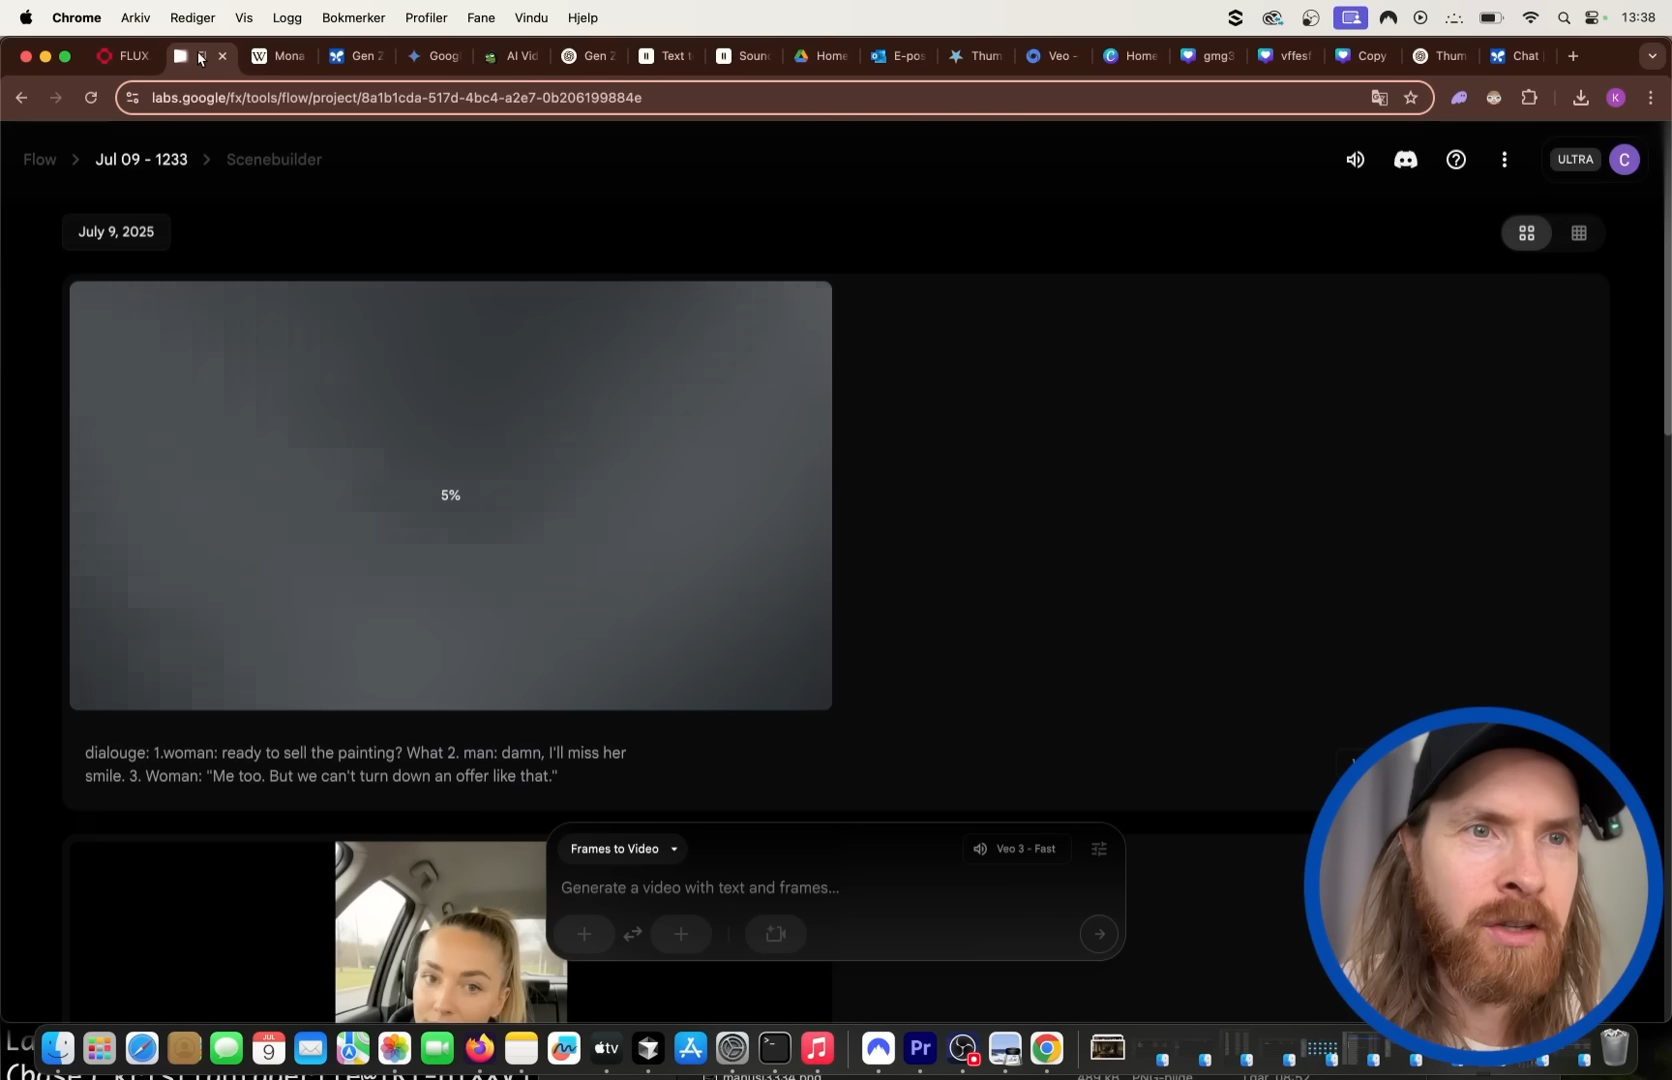 Chrome Arkiv Rediger Vis Logg Bokmerker Profiler Fane Vindu Hjelp 13:38
FLUX Mona Gen Z Goog AI Vid Gen Z Text t Soun Home E-pos Thum Veo - Home gmg3 vffesf Copy Thum Chat
labs.google/fx/tools/flow/project/8a1b1cda-517d-4bc4-a2e7-0b206199884e K
Flow > Jul 09 - 1233 > Scenebuilder ULTRA C
July 9, 2025
5%
dialouge: 1.woman: ready to sell the painting? What 2. man: damn, I'll miss her
smile. 3. Woman: "Me too. But we can't turn down an offer like that."
Frames to Video Veo 3 - Fast
Generate a video with text and frames...
JUL
9
tv
Pr